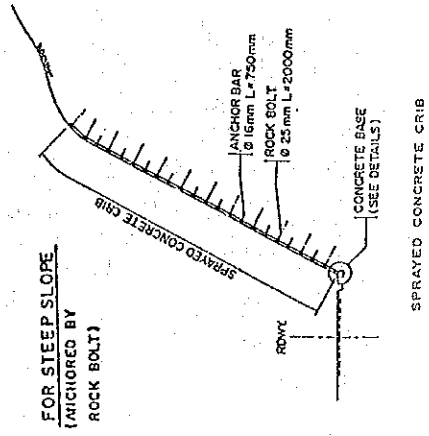 FOR STEEP SLOPE
(ANCHORED BY
ROCK BOLT)
SPRAYED CONCRETE CRIB
ANCHOR BAR
Ø 16mm L=750mm
ROCK BOLT
Ø 25mm L=2000mm
CONCRETE BASE
(SEE DETAILS)
SPRAYED CONCRETE CRIB